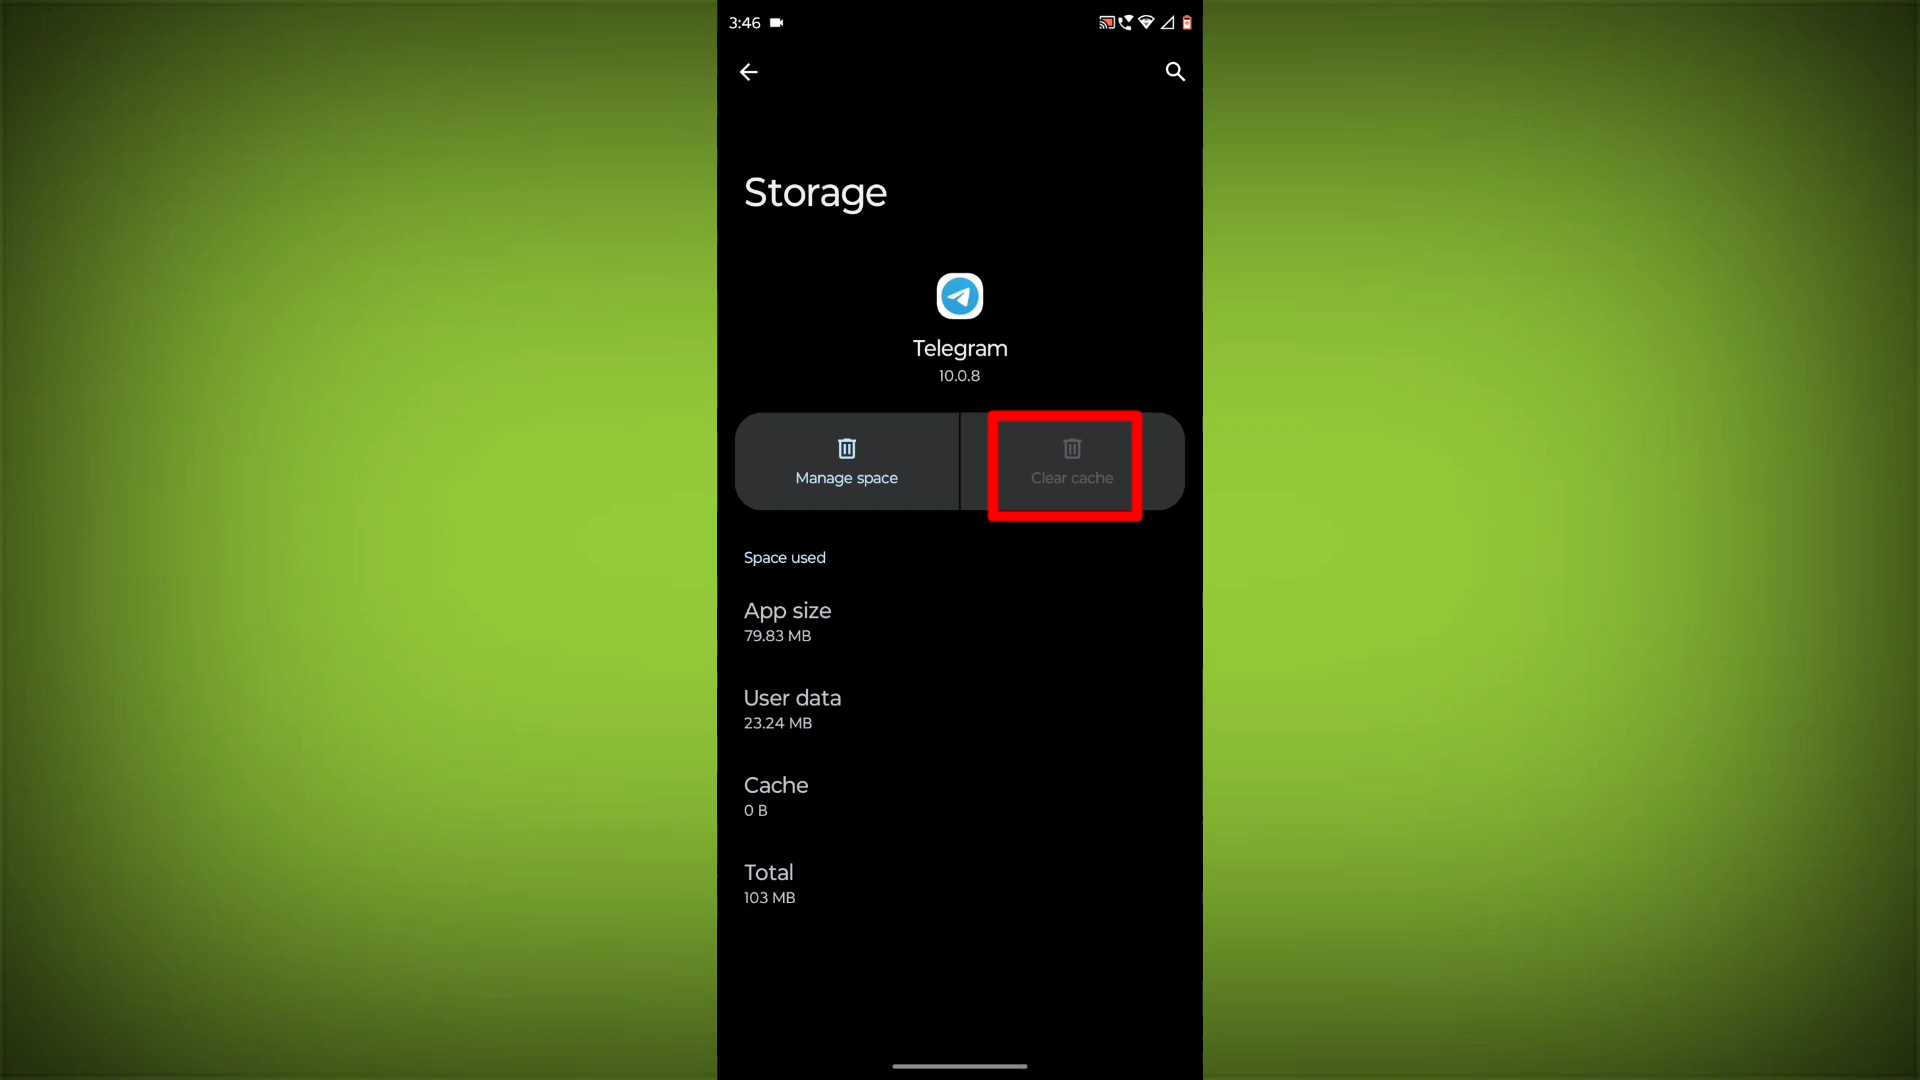 3:46
Storage
Telegram
10.0.8
Manage space
Clear cache
Space used
App size
79.83 MB
User data
23.24 MB
Cache
0 B
Total
103 MB